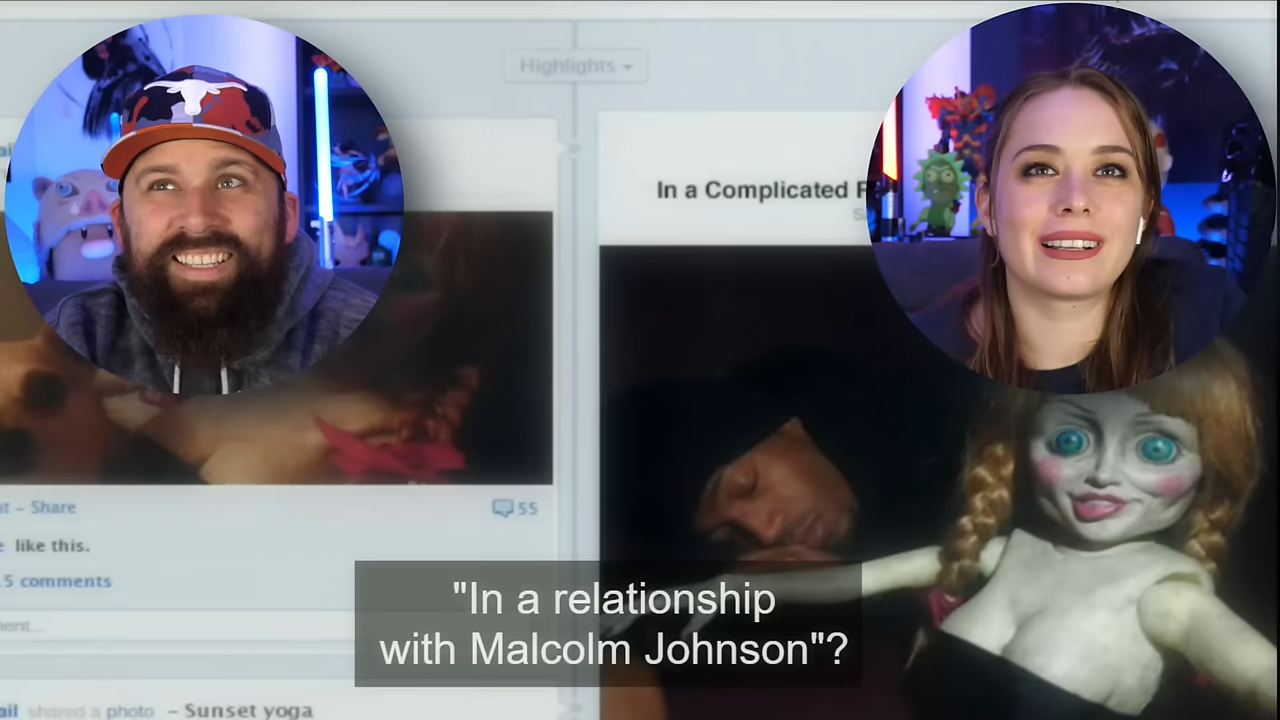 Highlights
In a Complicated
Share
55
like this.
5 comments
"In a relationship
with Malcolm Johnson"?
shared a photo – Sunset yoga